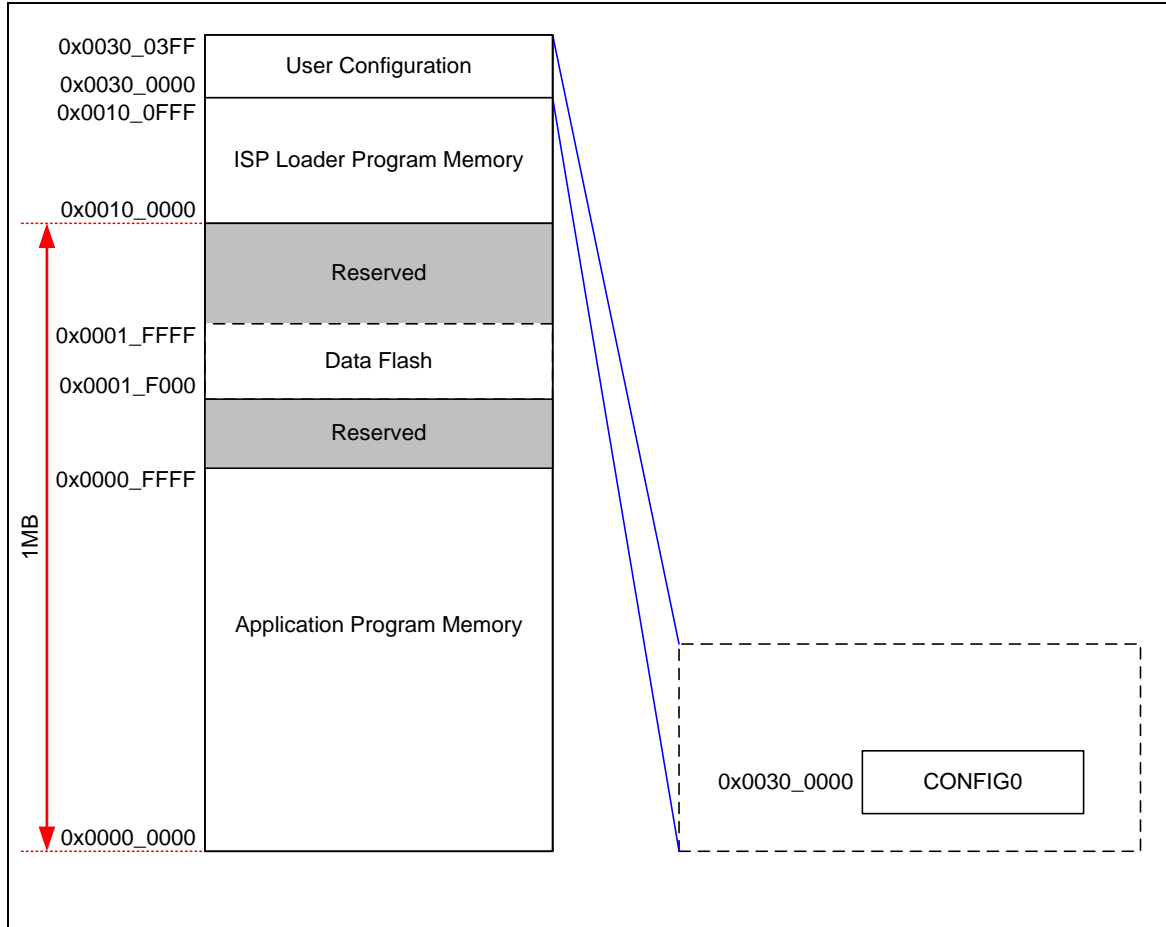 0x0030_03FF
User Configuration
0x0030_0000
0x0010_0FFF
ISP Loader Program Memory
0x0010_0000
Reserved
0x0001_FFFF
Data Flash
0x0001_F000
Reserved
0x0000_FFFF
1MB
Application Program Memory
0x0030_0000 CONFIG0
0x0000_0000